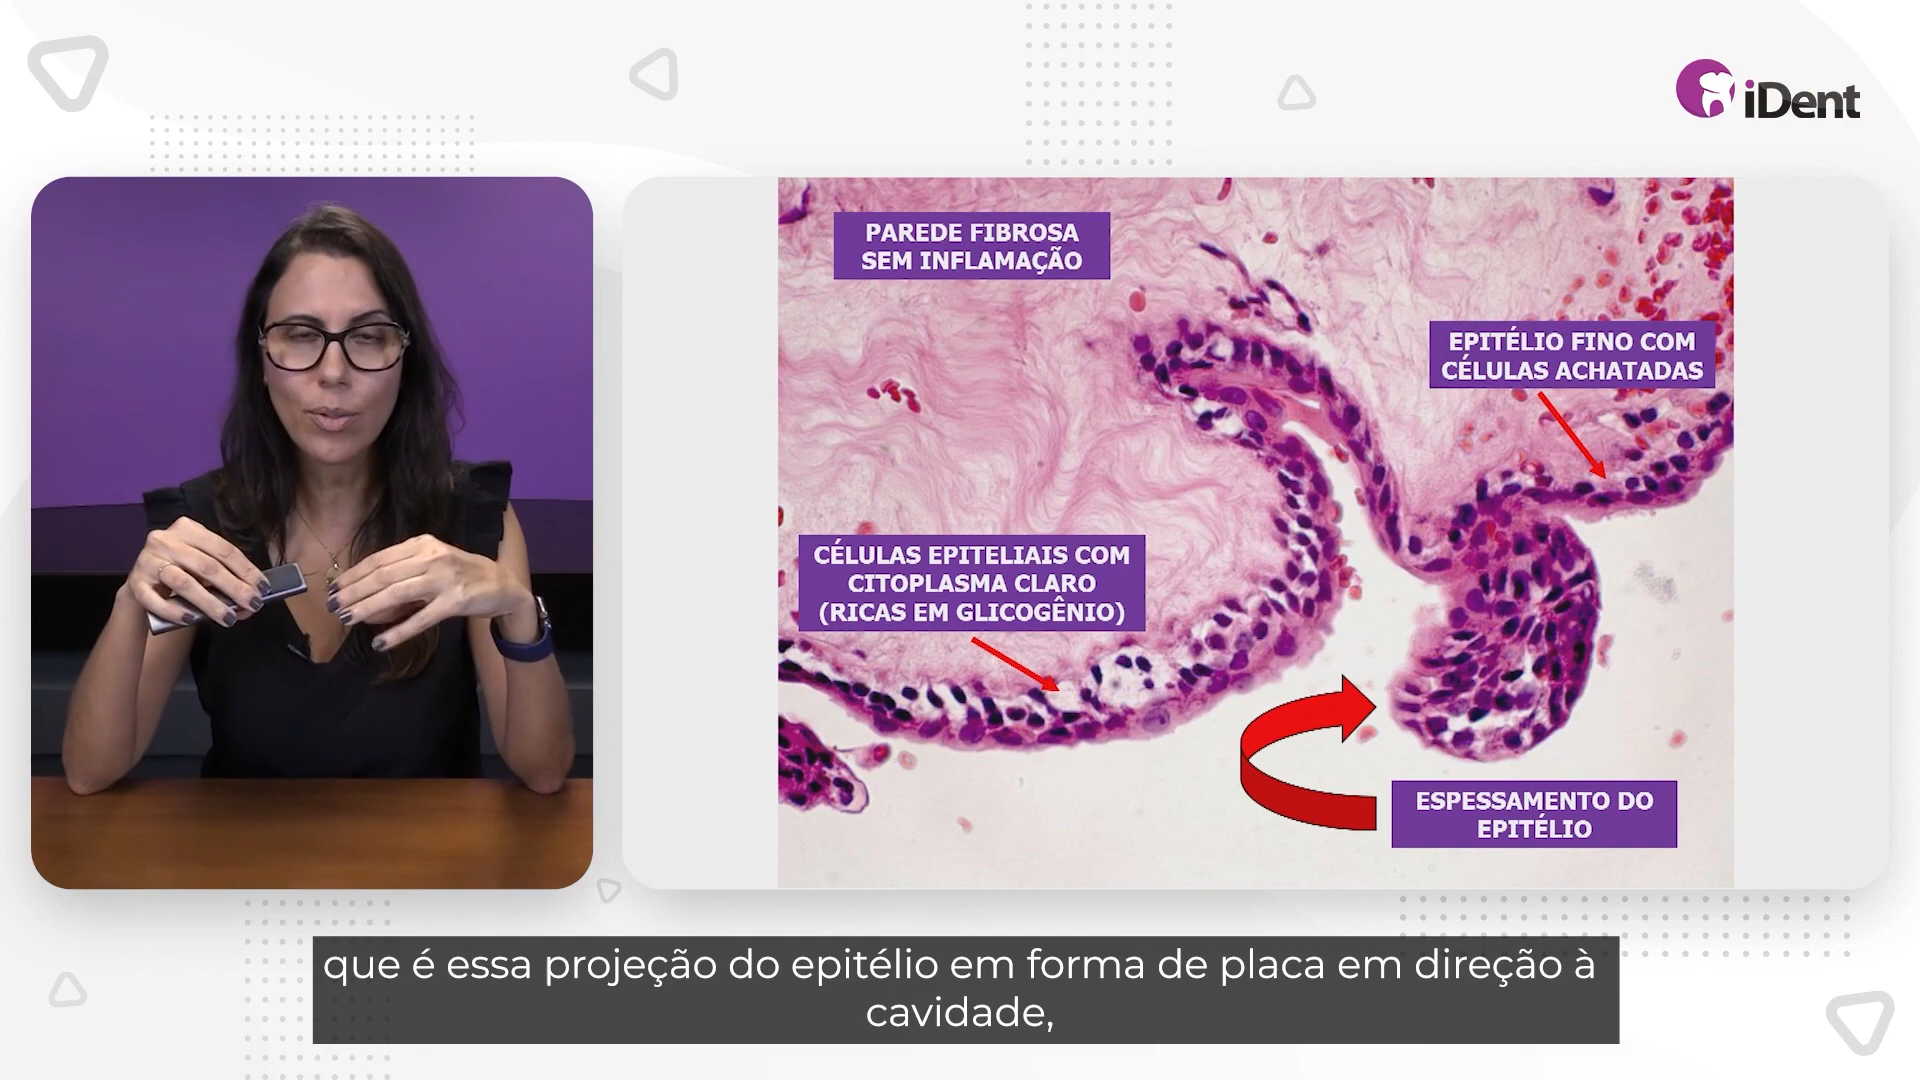 iDent
PAREDE FIBROSA
SEM INFLAMAÇÃO
EPITÉLIO FINO COM
CÉLULAS ACHATADAS
CÉLULAS EPITELIAIS COM
CITOPLASMA CLARO
(RICAS EM GLICOGÊNIO)
ESPESSAMENTO DO
EPITÉLIO
que é essa projeção do epitélio em forma de placa em direção à
cavidade,